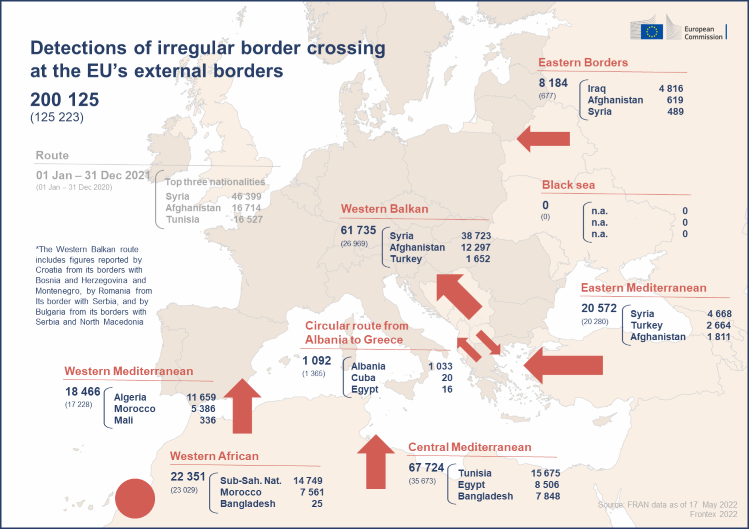 Detections of irregular border crossing
at the EU's external borders
200 125
(125 223)
European
Commission
Eastern Borders
8 184
(677)
Iraq 4 816
Afghanistan 619
Syria 489
Route
01 Jan – 31 Dec 2021
(01 Jan – 31 Dec 2020)
Top three nationalities
Syria 46 399
Afghanistan 16 714
Tunisia 16 527
Black sea
0
(0)
n.a. 0
n.a. 0
n.a. 0
Western Balkan
61 735
(26 969)
Syria 38 723
Afghanistan 12 297
Turkey 1 652
*The Western Balkan route
includes figures reported by
Croatia from its borders with
Bosnia and Herzegovina and
Montenegro, by Romania from
Its border with Serbia, and by
Bulgaria from its borders with
Serbia and North Macedonia
Eastern Mediterranean
20 572
(20 280)
Syria 4 668
Turkey 2 664
Afghanistan 1 811
Circular route from
Albania to Greece
1 092
(1 365)
Albania 1 033
Cuba 20
Egypt 16
Western Mediterranean
18 466
(17 228)
Algeria 11 659
Morocco 5 386
Mali 336
Western African
22 351
(23 029)
Sub-Sah. Nat. 14 749
Morocco 7 561
Bangladesh 25
Central Mediterranean
67 724
(35 673)
Tunisia 15 675
Egypt 8 506
Bangladesh 7 848
Source: FRAN data as of 17 May 2022
Frontex 2022